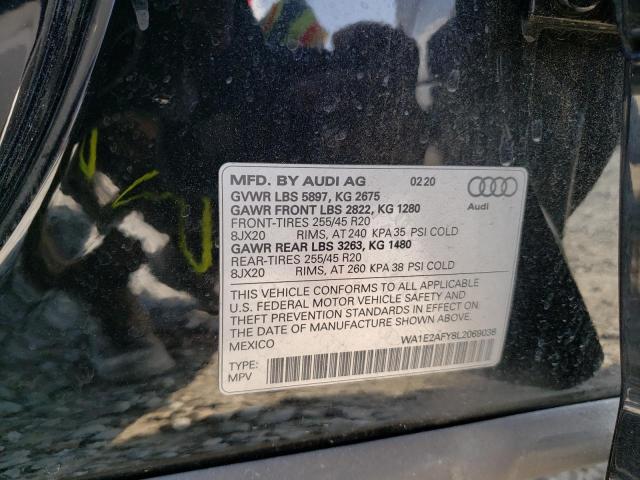 MFD. BY AUDI AG 02 20
GVWR LBS 5897, KG 2675
GAWR FRONT LBS 2822, KG 1280
FRONT-TIRES 255/45 R20
8JX20 RIMS, AT 240 KPA 35 PSI COLD
GAWR REAR LBS 3263, KG 1480
REAR-TIRES 255/45 R20
8JX20 RIMS, AT 260 KPA 38 PSI COLD
Audi
THIS VEHICLE CONFORMS TO ALL APPLICABLE
U.S. FEDERAL MOTOR VEHICLE SAFETY AND
THEFT PREVENTION STANDARDS IN EFFECT ON
THE DATE OF MANUFACTURE SHOWN ABOVE.
MEXICO WA1E2AFY8L2069038
TYPE:
MPV